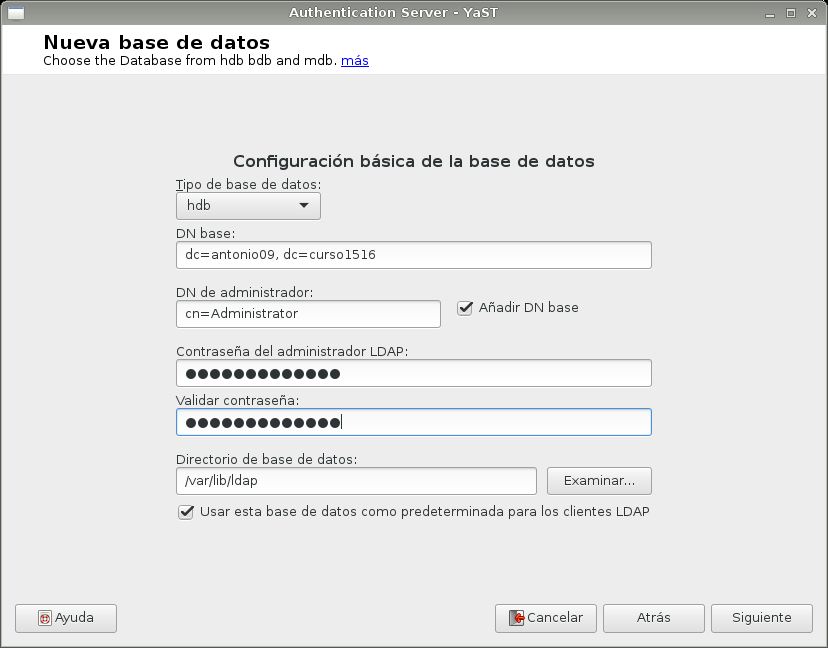 Authentication Server - YaST
Nueva base de datos
Choose the Database from hdb bdb and mdb. más
Configuración básica de la base de datos
Tipo de base de datos:
hdb
DN base:
dc=antonio09, dc=curso1516
DN de administrador:
cn=Administrator
Añadir DN base
Contraseña del administrador LDAP:
●●●●●●●●●●●●●
Validar contraseña:
●●●●●●●●●●●●●
Directorio de base de datos:
/var/lib/ldap
Examinar...
Usar esta base de datos como predeterminada para los clientes LDAP
Ayuda
Cancelar
Atrás
Siguiente